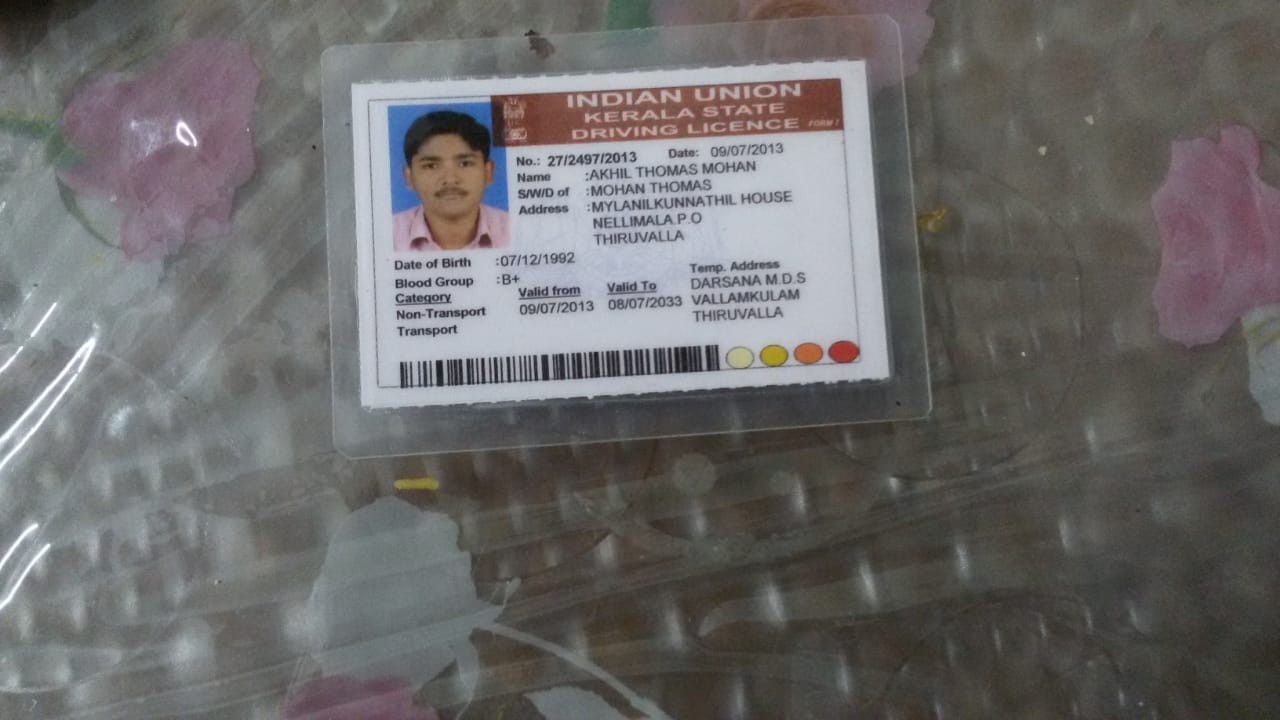 INDIAN UNION
KERALA STATE
DRIVING LICENCE FORM 7
No.: 27/2497/2013 Date: 09/07/2013
Name :AKHIL THOMAS MOHAN
S/W/D of :MOHAN THOMAS
Address :MYLANILKUNNATHIL HOUSE
NELLIMALA.P.O
THIRUVALLA
Date of Birth :07/12/1992
Blood Group :B+
Category Valid from Valid To
Non-Transport 09/07/2013 08/07/2033
Transport
Temp. Address
DARSANA M.D.S
VALLAMKULAM
THIRUVALLA